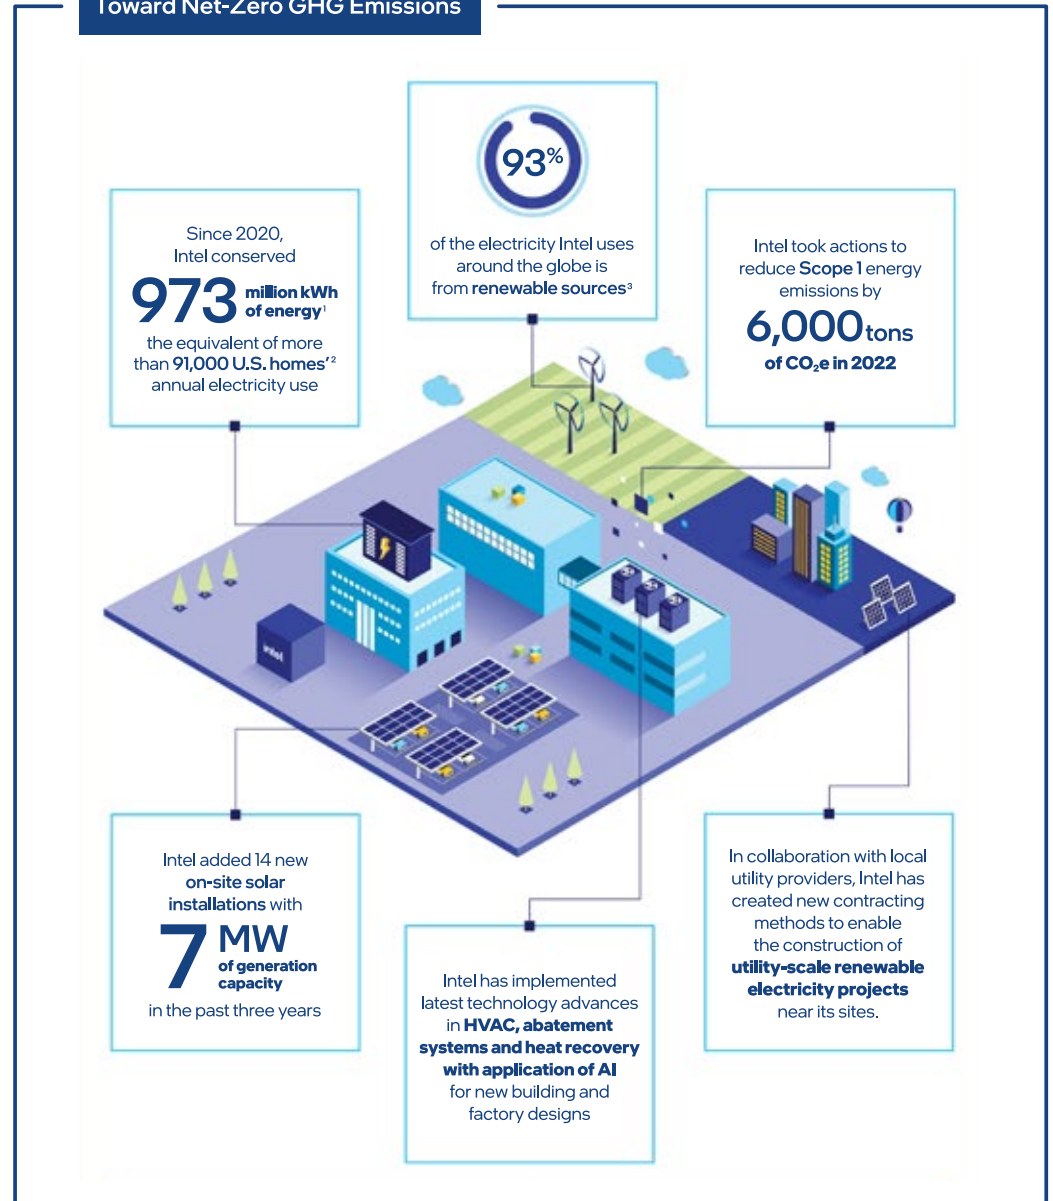 Toward Net-Zero GHG Emissions
93%
of the electricity Intel uses
around the globe is
from renewable sources³
Since 2020,
Intel conserved
973 million kWh
of energy¹
the equivalent of more
than 91,000 U.S. homes’²
annual electricity use
Intel took actions to
reduce Scope 1 energy
emissions by
6,000 tons
of CO₂e in 2022
intel
Intel added 14 new
on-site solar
installations with
7 MW
of generation
capacity
in the past three years
Intel has implemented
latest technology advances
in HVAC, abatement
systems and heat recovery
with application of AI
for new building and
factory designs
In collaboration with local
utility providers, Intel has
created new contracting
methods to enable
the construction of
utility-scale renewable
electricity projects
near its sites.